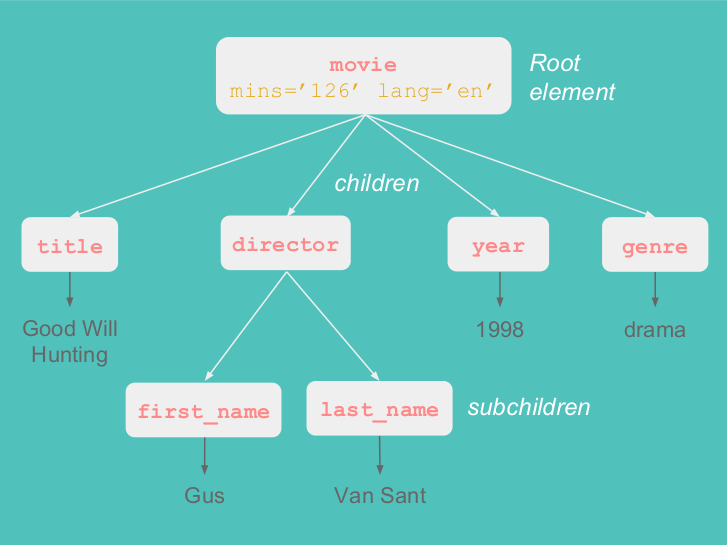 movie
mins=’126’ lang=’en’
Root
element
children
title
director
year
genre
Good Will
Hunting
1998
drama
first_name
last_name
subchildren
Gus
Van Sant